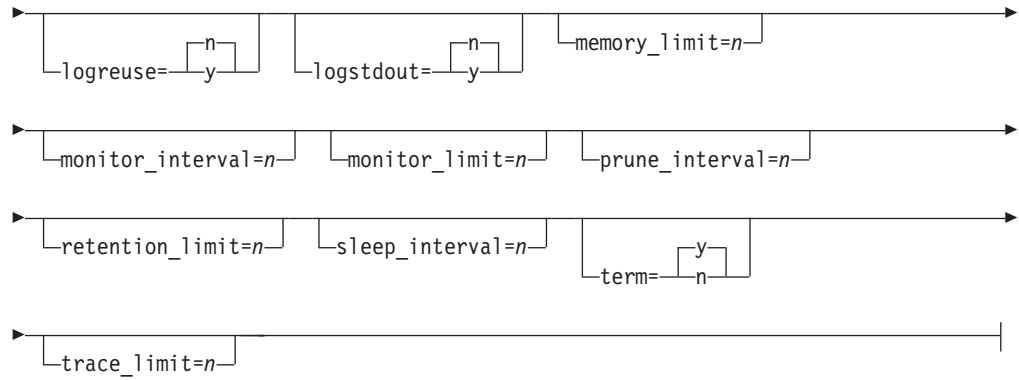 n n
logreuse= y logstdout= y memory_limit=n
monitor_interval=n monitor_limit=n prune_interval=n
retention_limit=n sleep_interval=n y
term= n
trace_limit=n